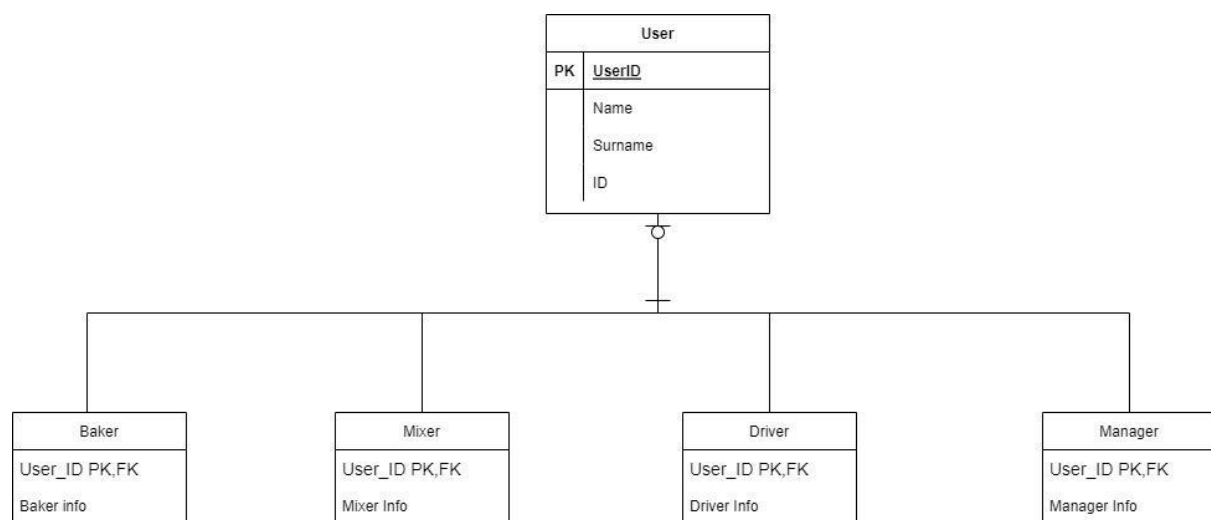 User
PK UserID
Name
Surname
ID
Baker
User_ID PK,FK
Baker info
Mixer
User_ID PK,FK
Mixer Info
Driver
User_ID PK,FK
Driver Info
Manager
User_ID PK,FK
Manager Info